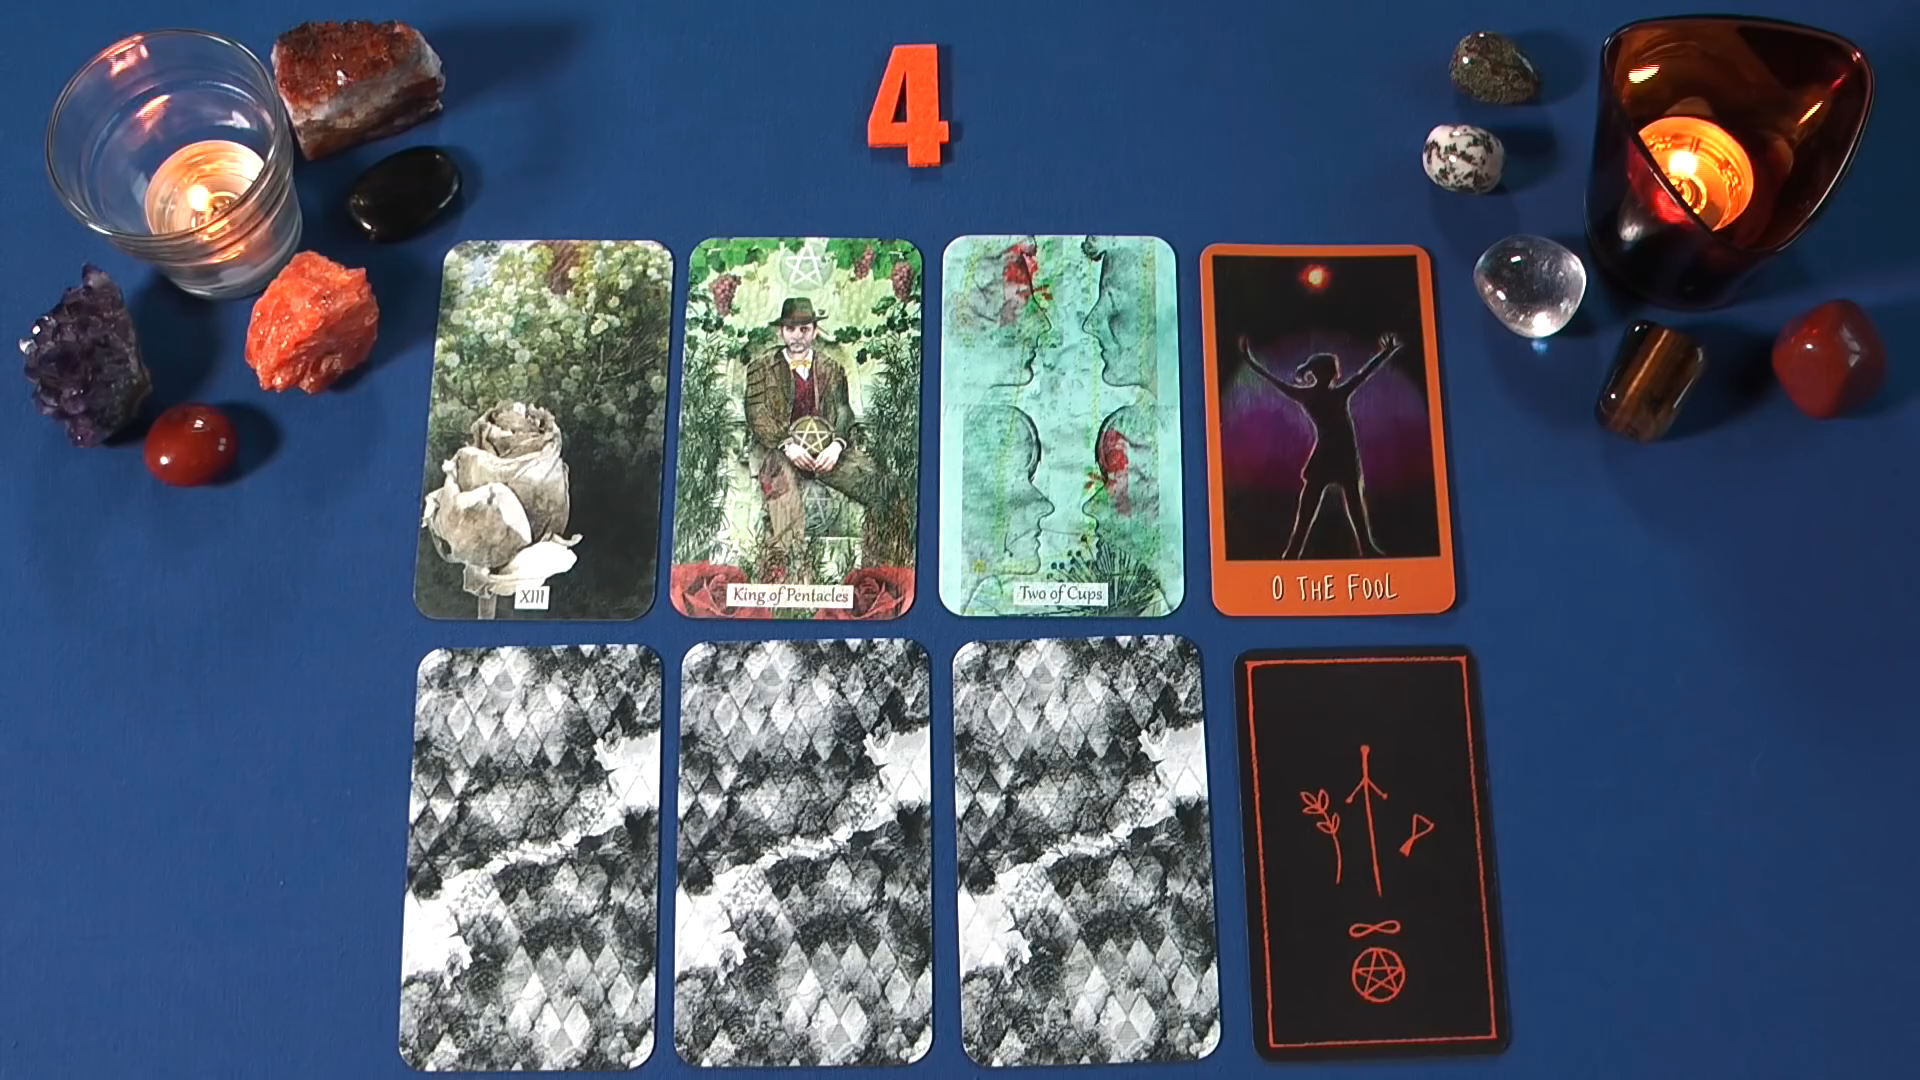 4
XIII
King of Pentacles
Two of Cups
0 THE FOOL